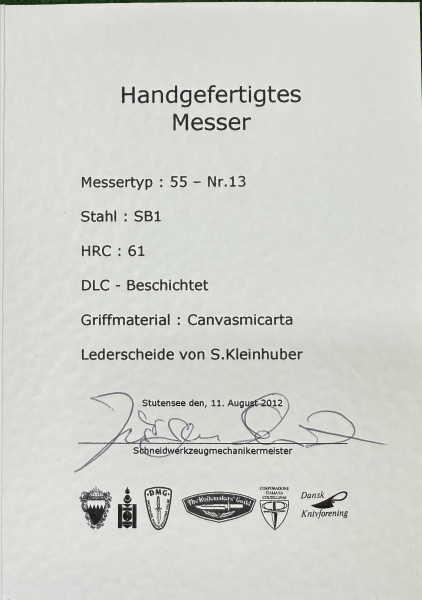 Handgefertigtes
Messer
Messertyp : 55 – Nr.13
Stahl : SB1
HRC : 61
DLC - Beschichtet
Griffmaterial : Canvasmicarta
Lederscheide von S.Kleinhuber
Stutensee den, 11. August 2012
Schneidwerkzeugmechanikermeister
DMG
The Knifemakers' Guild
CORPORAZIONE
ITALIANA
COLTELLINAI
Dansk
Knivforening